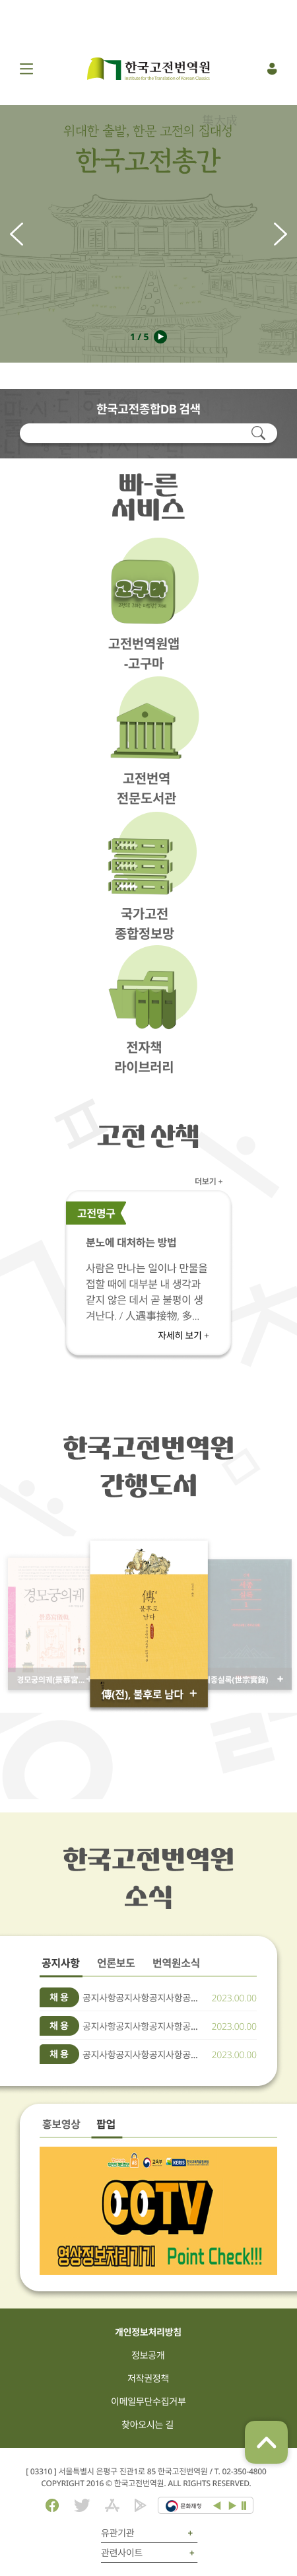 한국고전번역원
Institute for the Translation of Korean Classics
集大成
위대한 출발, 한문 고전의 집대성
한국고전총간
1 / 5
한국고전종합DB 검색
빠른
서비스
고구마
고전번역원앱
-고구마
고전번역
전문도서관
국가고전
종합정보망
전자책
라이브러리
고전 산책
더보기 +
고전명구
분노에 대처하는 방법
사람은 만나는 일이나 만물을
접할 때에 대부분 내 생각과
같지 않은 데서 곧 불평이 생
겨난다. / 人遇事接物, 多...
자세히 보기 +
한국고전번역원
간행도서
경모궁의궤
傳,
불후로
남다
경모궁의궤(景慕宮...
傳(전), 불후로 남다 +
종실록(世宗實錄) +
한국고전번역원
소식
공지사항 언론보도 번역원소식
채 용 공지사항공지사항공지사항공... 2023.00.00
채 용 공지사항공지사항공지사항공... 2023.00.00
채 용 공지사항공지사항공지사항공... 2023.00.00
홍보영상 팝업
교육부 KERIS
CCTV
영상정보처리기기 Point Check!!!
개인정보처리방침
정보공개
저작권정책
이메일무단수집거부
찾아오시는 길
[ 03310 ] 서울특별시 은평구 진관1로 85 한국고전번역원 / T. 02-350-4800
COPYRIGHT 2016 © 한국고전번역원. ALL RIGHTS RESERVED.
문화재청
유관기관 +
관련사이트 +